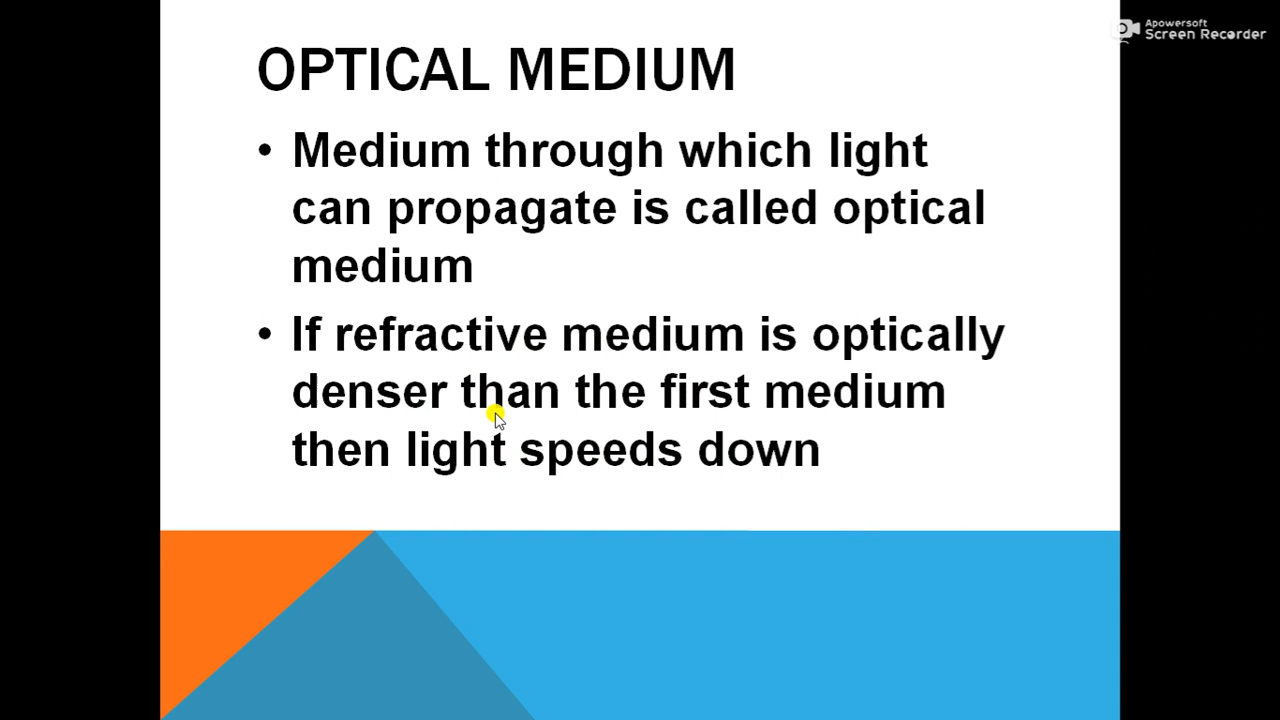 Apowersoft
Screen Recorder
OPTICAL MEDIUM
• Medium through which light
can propagate is called optical
medium
• If refractive medium is optically
denser than the first medium
then light speeds down